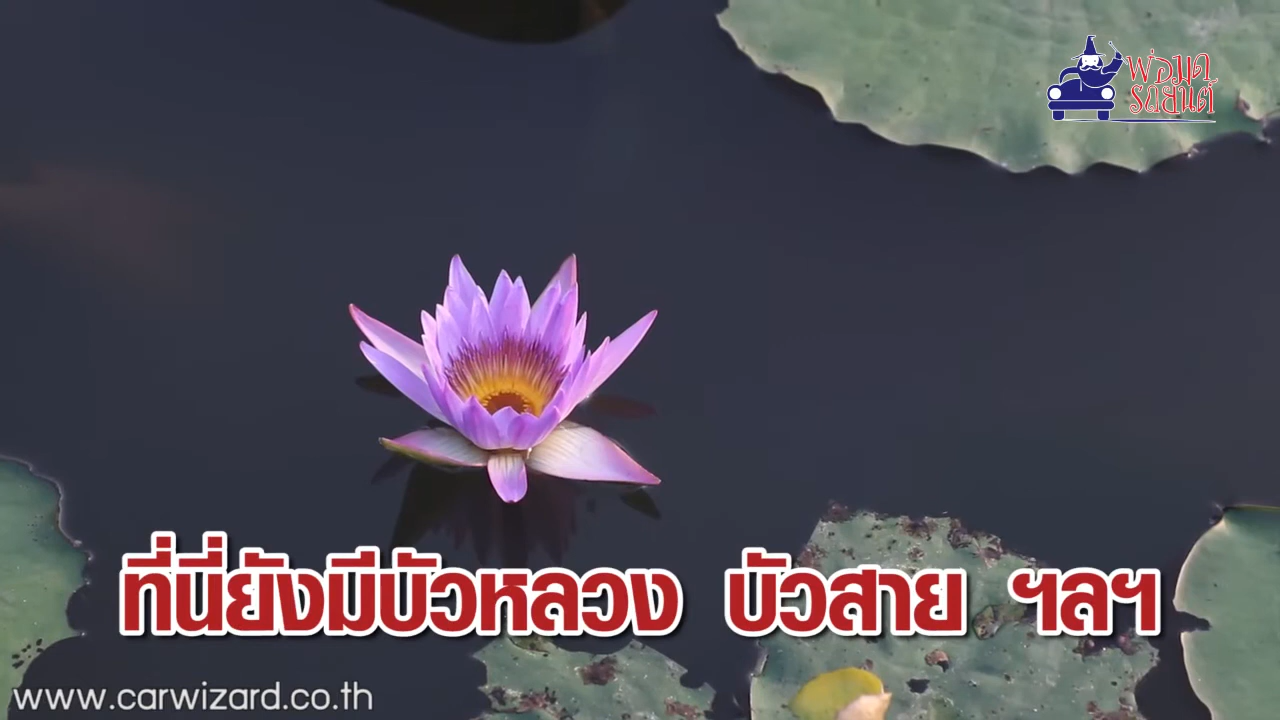 พ่อมด
รถยนต์
ที่นี่ยังมีบัวหลวง บัวสาย ฯลฯ
www.carwizard.co.th